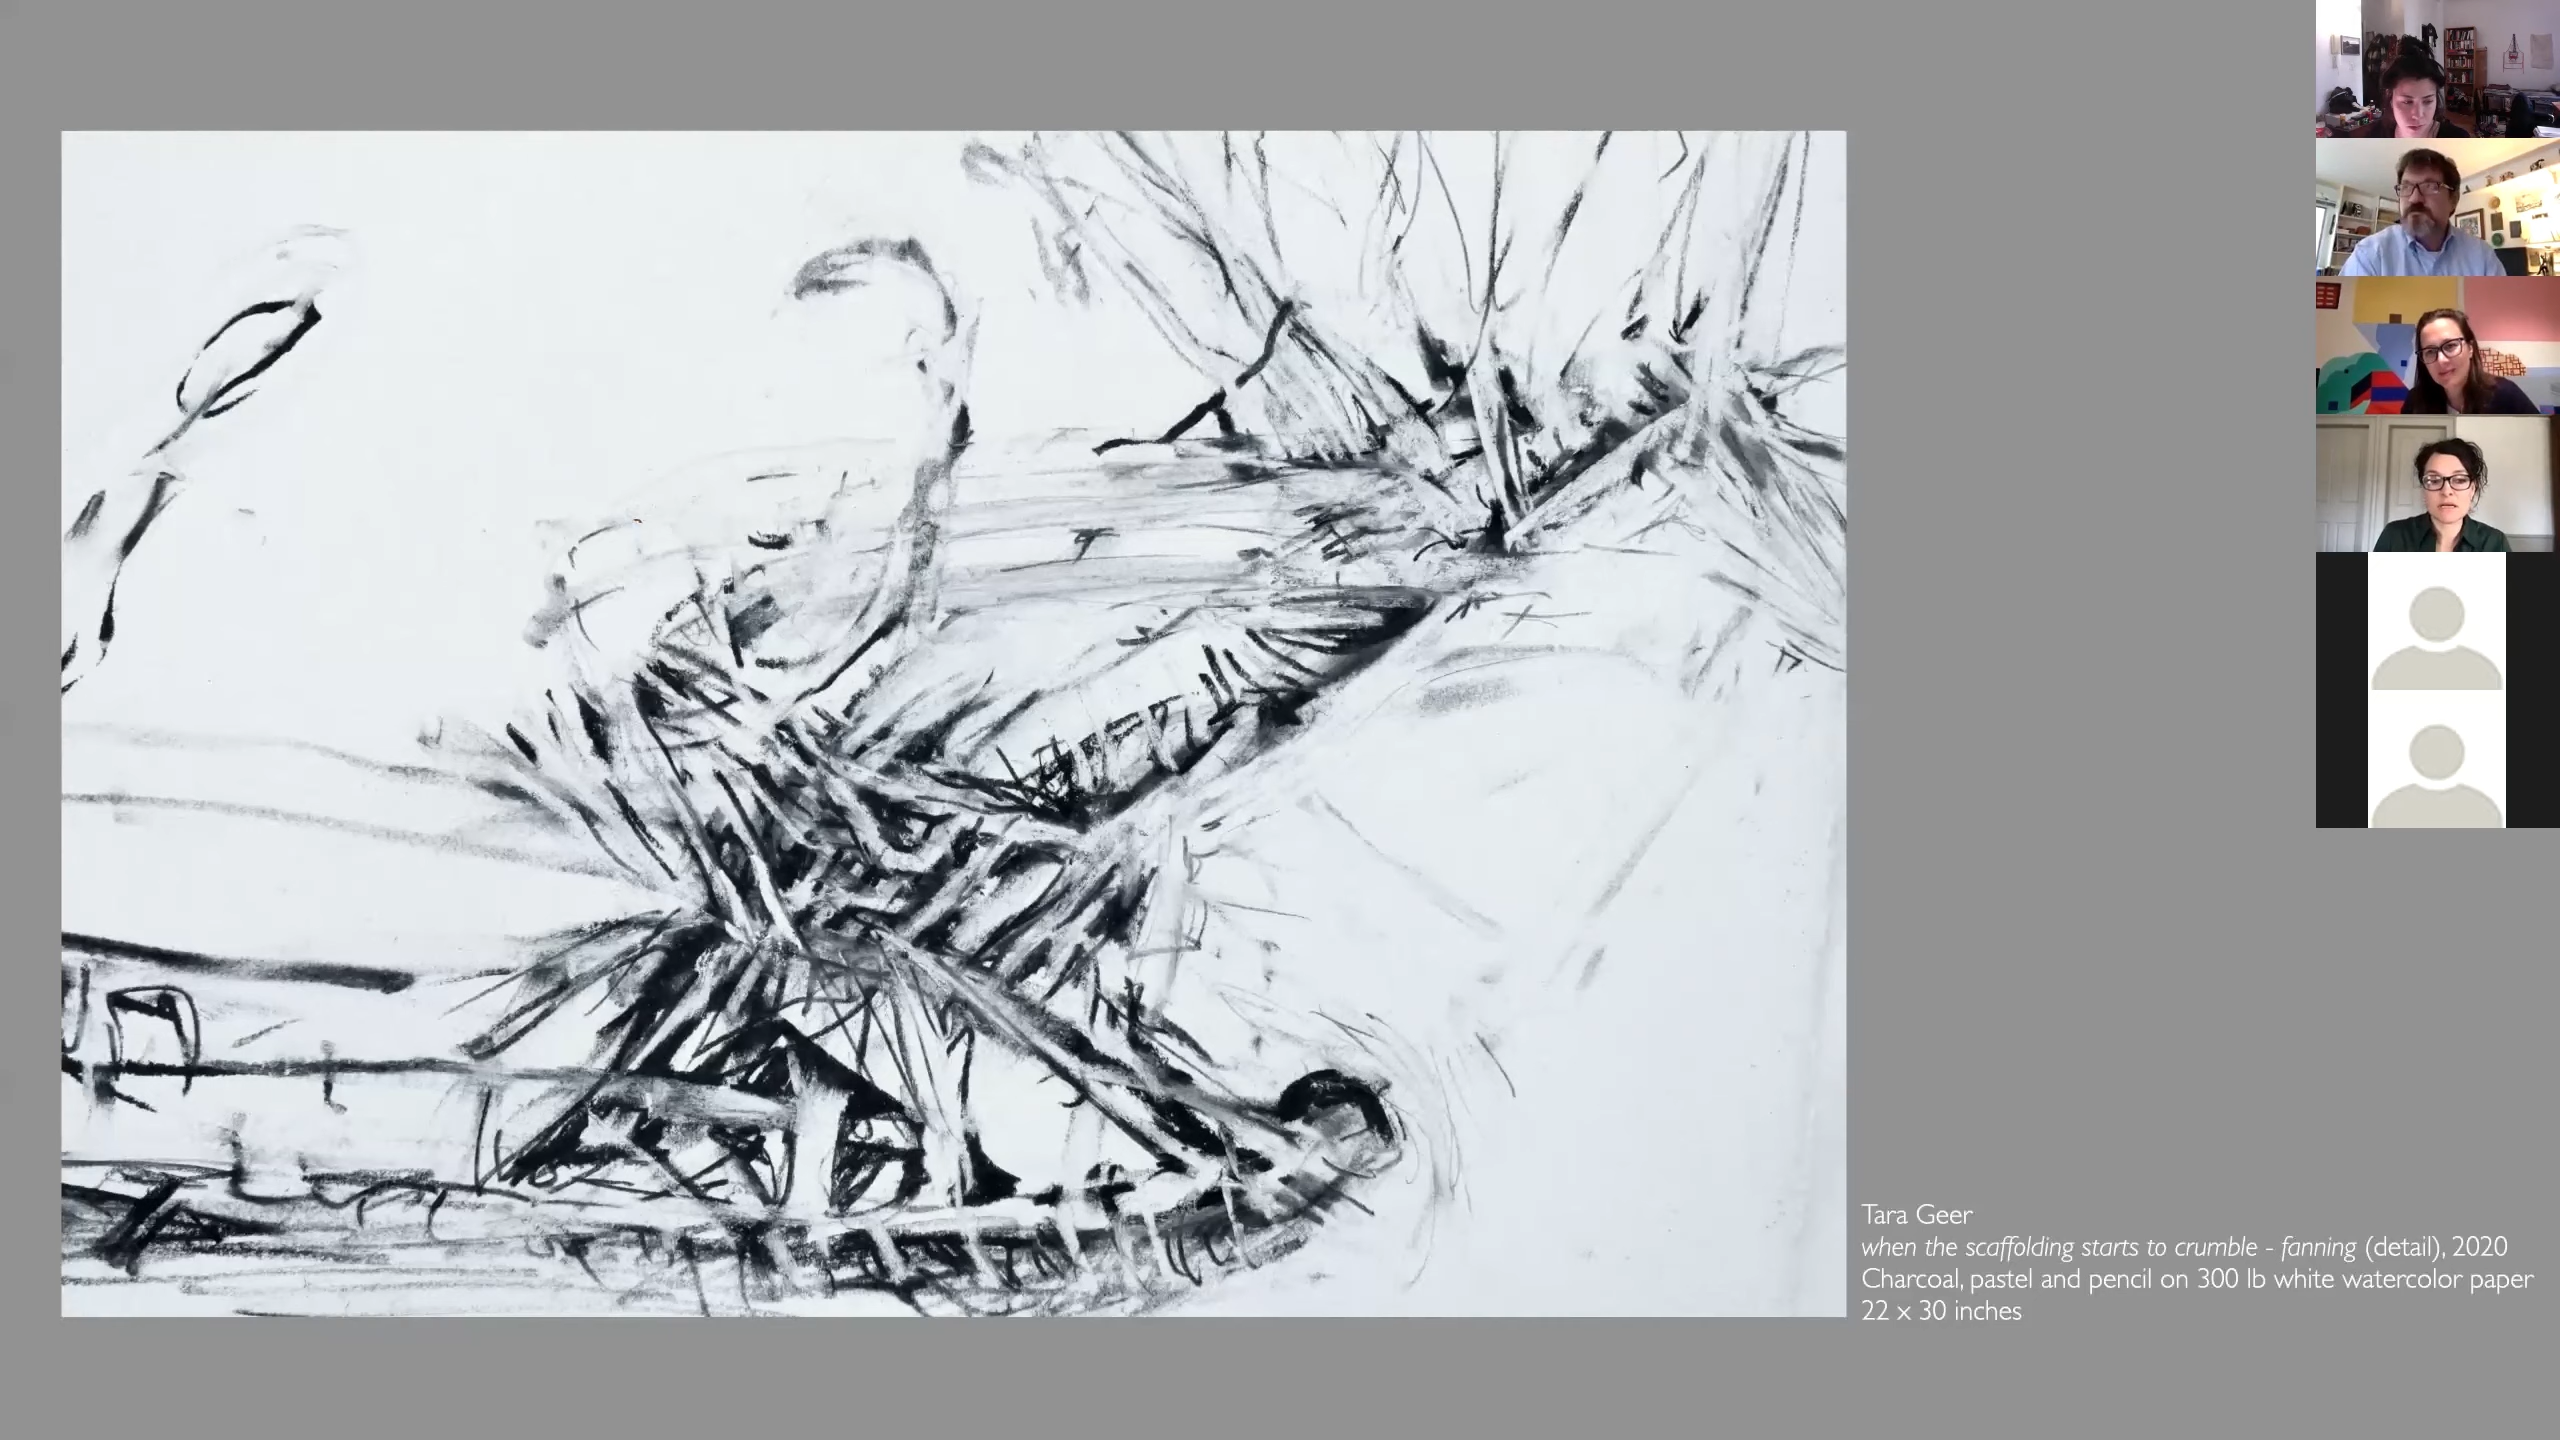 Tara Geer
when the scaffolding starts to crumble - fanning (detail), 2020
Charcoal, pastel and pencil on 300 lb white watercolor paper
22 x 30 inches